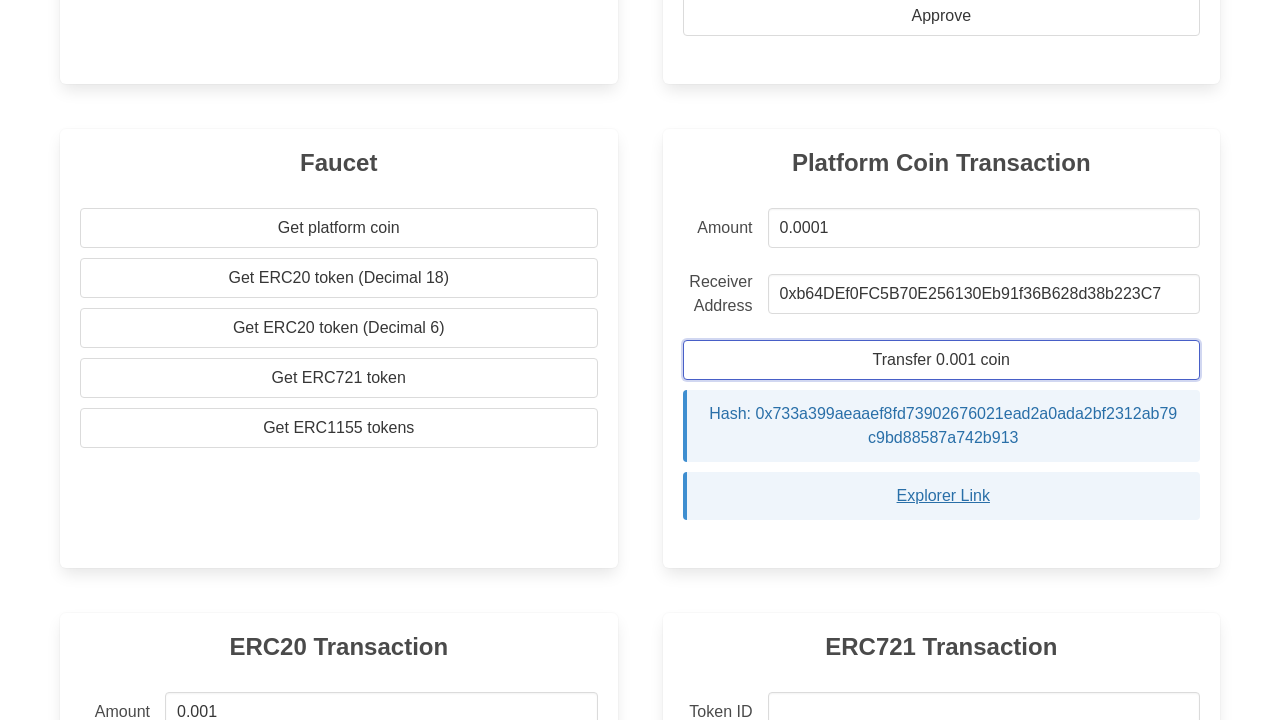 Approve
Faucet
Get platform coin
Get ERC20 token (Decimal 18)
Get ERC20 token (Decimal 6)
Get ERC721 token
Get ERC1155 tokens
Platform Coin Transaction
Amount 0.0001
Receiver Address 0xb64DEf0FC5B70E256130Eb91f36B628d38b223C7
Transfer 0.001 coin
Hash: 0x733a399aeaaef8fd73902676021ead2a0ada2bf2312ab79
c9bd88587a742b913
Explorer Link
ERC20 Transaction
Amount 0.001
ERC721 Transaction
Token ID